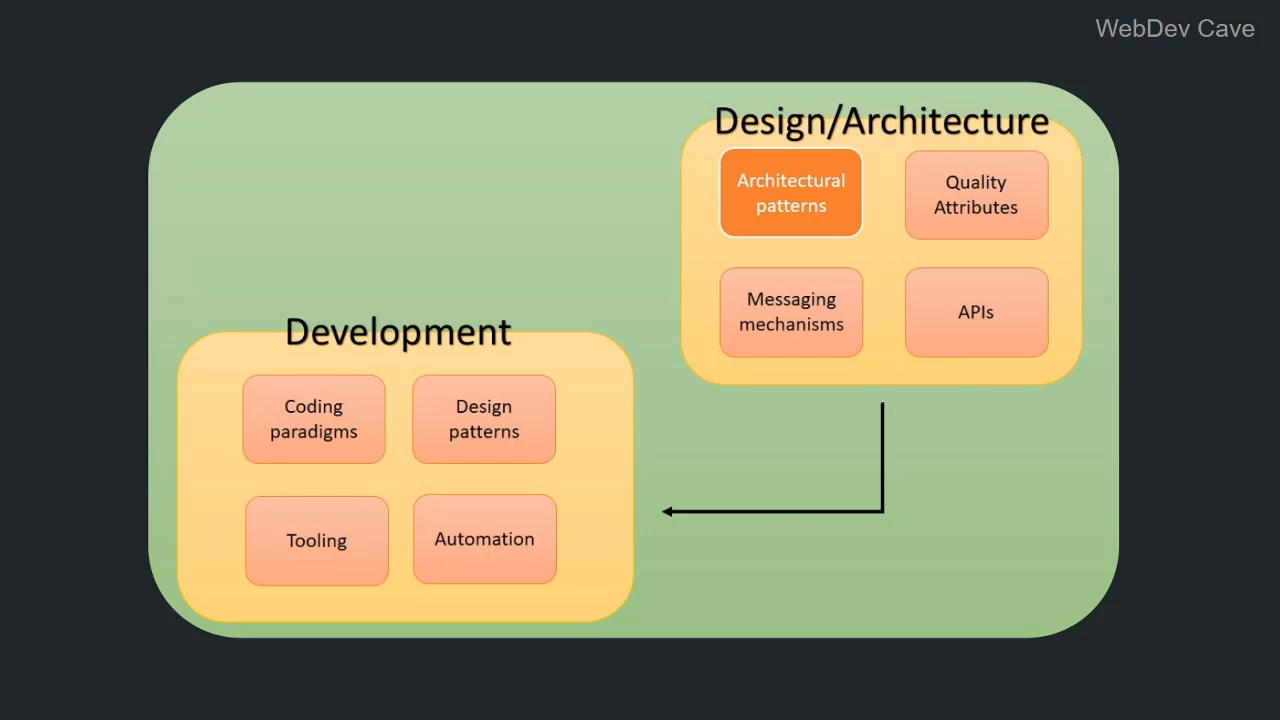 WebDev Cave
Design/Architecture
Architectural
patterns
Quality
Attributes
Messaging
mechanisms
APIs
Development
Coding
paradigms
Design
patterns
Tooling
Automation